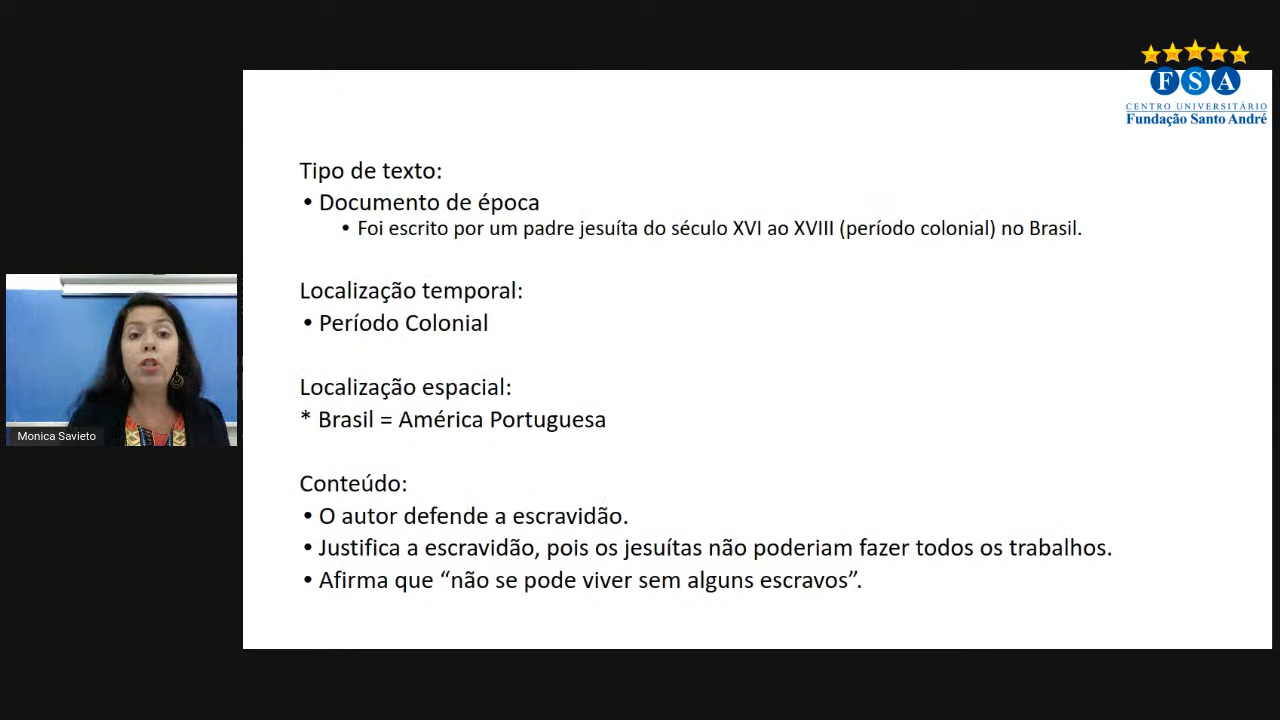 FSA
CENTRO UNIVERSITÁRIO
Fundação Santo André
Tipo de texto:
• Documento de época
• Foi escrito por um padre jesuíta do século XVI ao XVIII (período colonial) no Brasil.
Localização temporal:
• Período Colonial
Localização espacial:
* Brasil = América Portuguesa
Conteúdo:
• O autor defende a escravidão.
• Justifica a escravidão, pois os jesuítas não poderiam fazer todos os trabalhos.
• Afirma que “não se pode viver sem alguns escravos”.
Monica Savieto